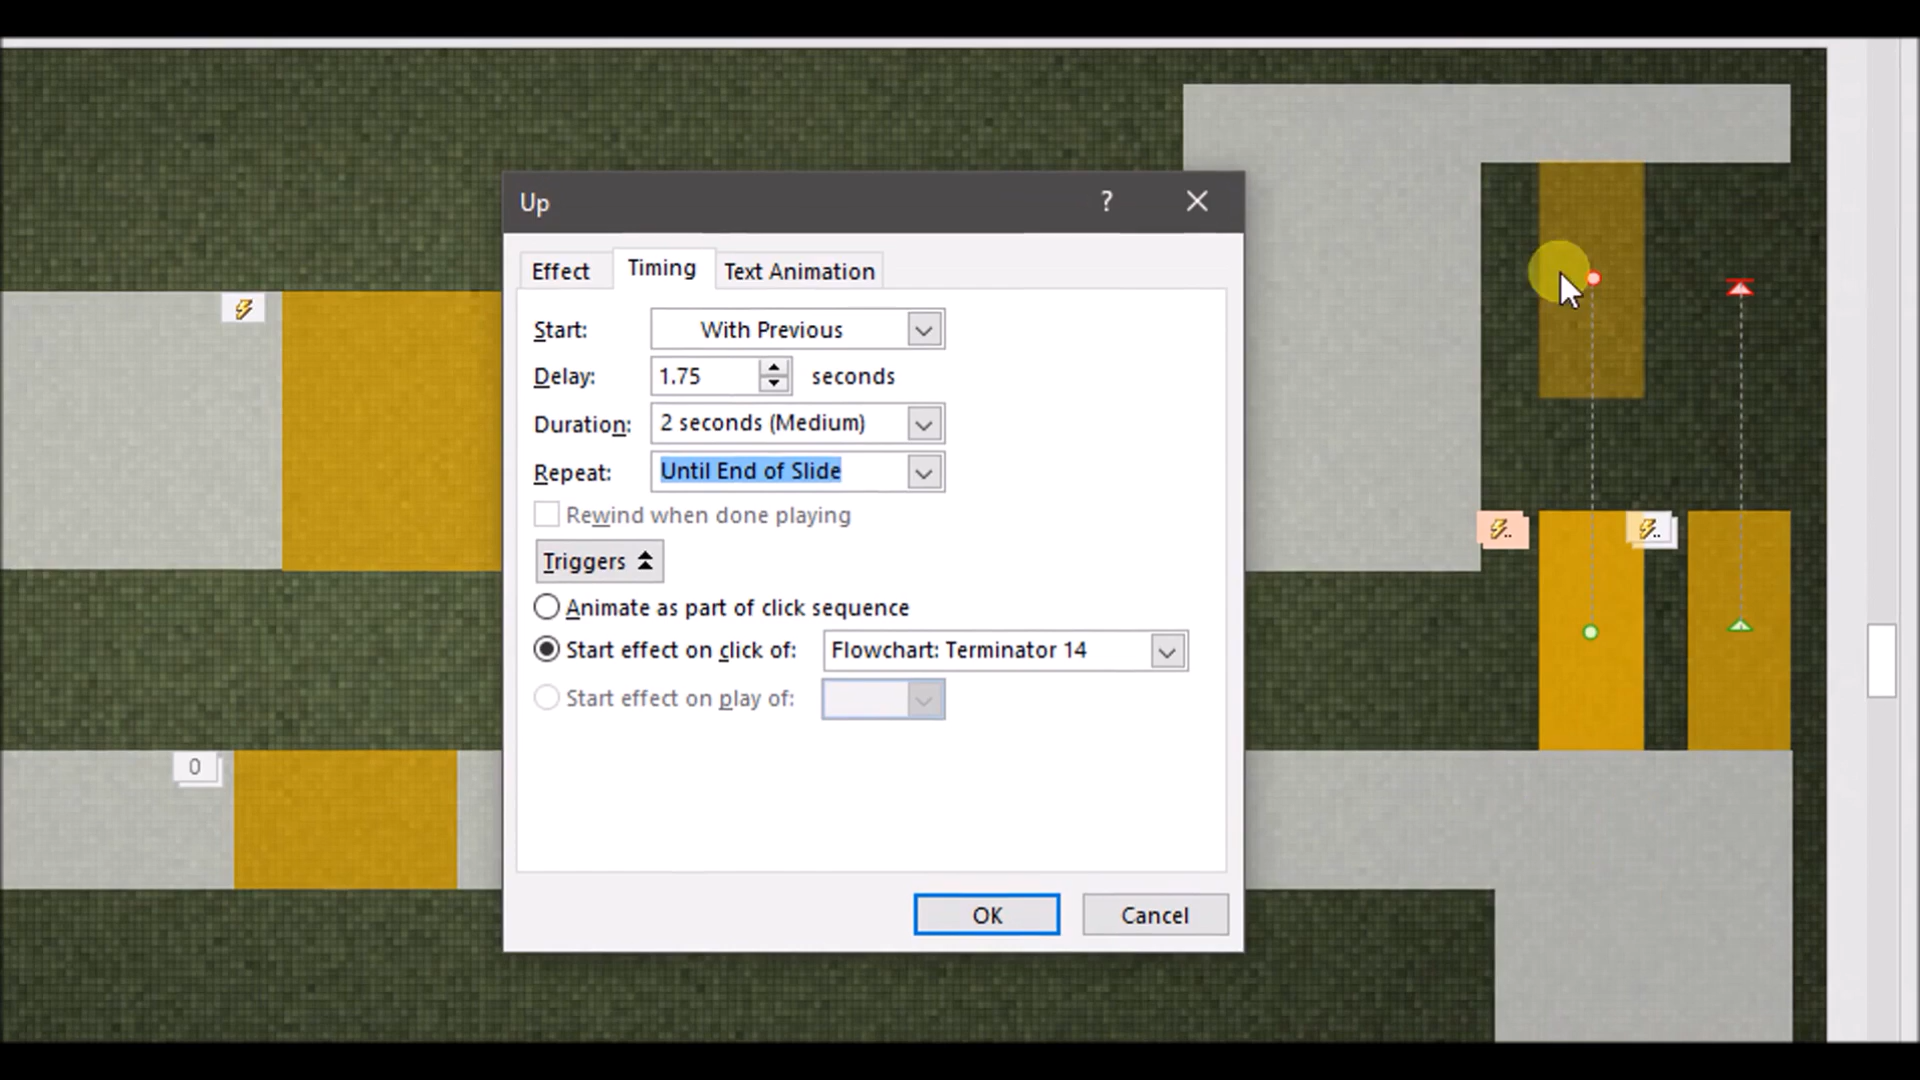 Up ?
Effect Timing Text Animation
Start: With Previous
Delay: 1.75 seconds
Duration: 2 seconds (Medium)
Repeat: Until End of Slide
Rewind when done playing
Triggers
Animate as part of click sequence
Start effect on click of: Flowchart: Terminator 14
Start effect on play of:
0
OK Cancel